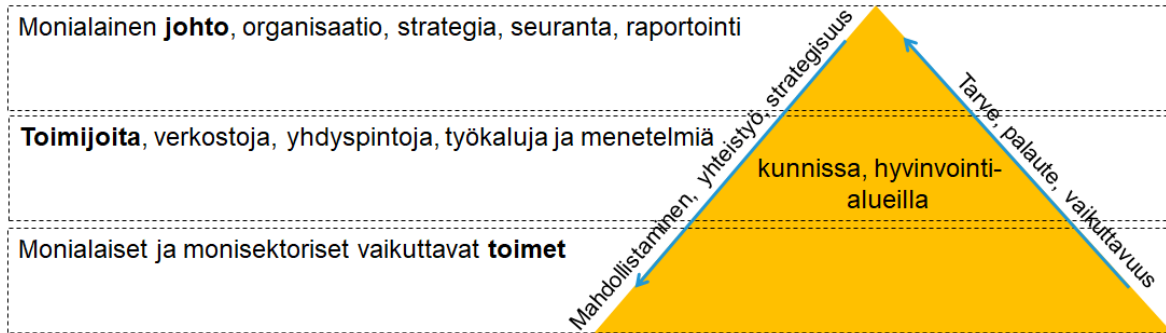 Monialainen johto, organisaatio, strategia, seuranta, raportointi
Toimijoita, verkostoja, yhdyspintoja, työkaluja ja menetelmiä
Monialaiset ja monisektoriset vaikuttavat toimet
Mahdollistaminen, yhteistyö, strategisuus
kunnissa, hyvinvointi-
alueilla
Tarve, palaute, vaikuttavuus